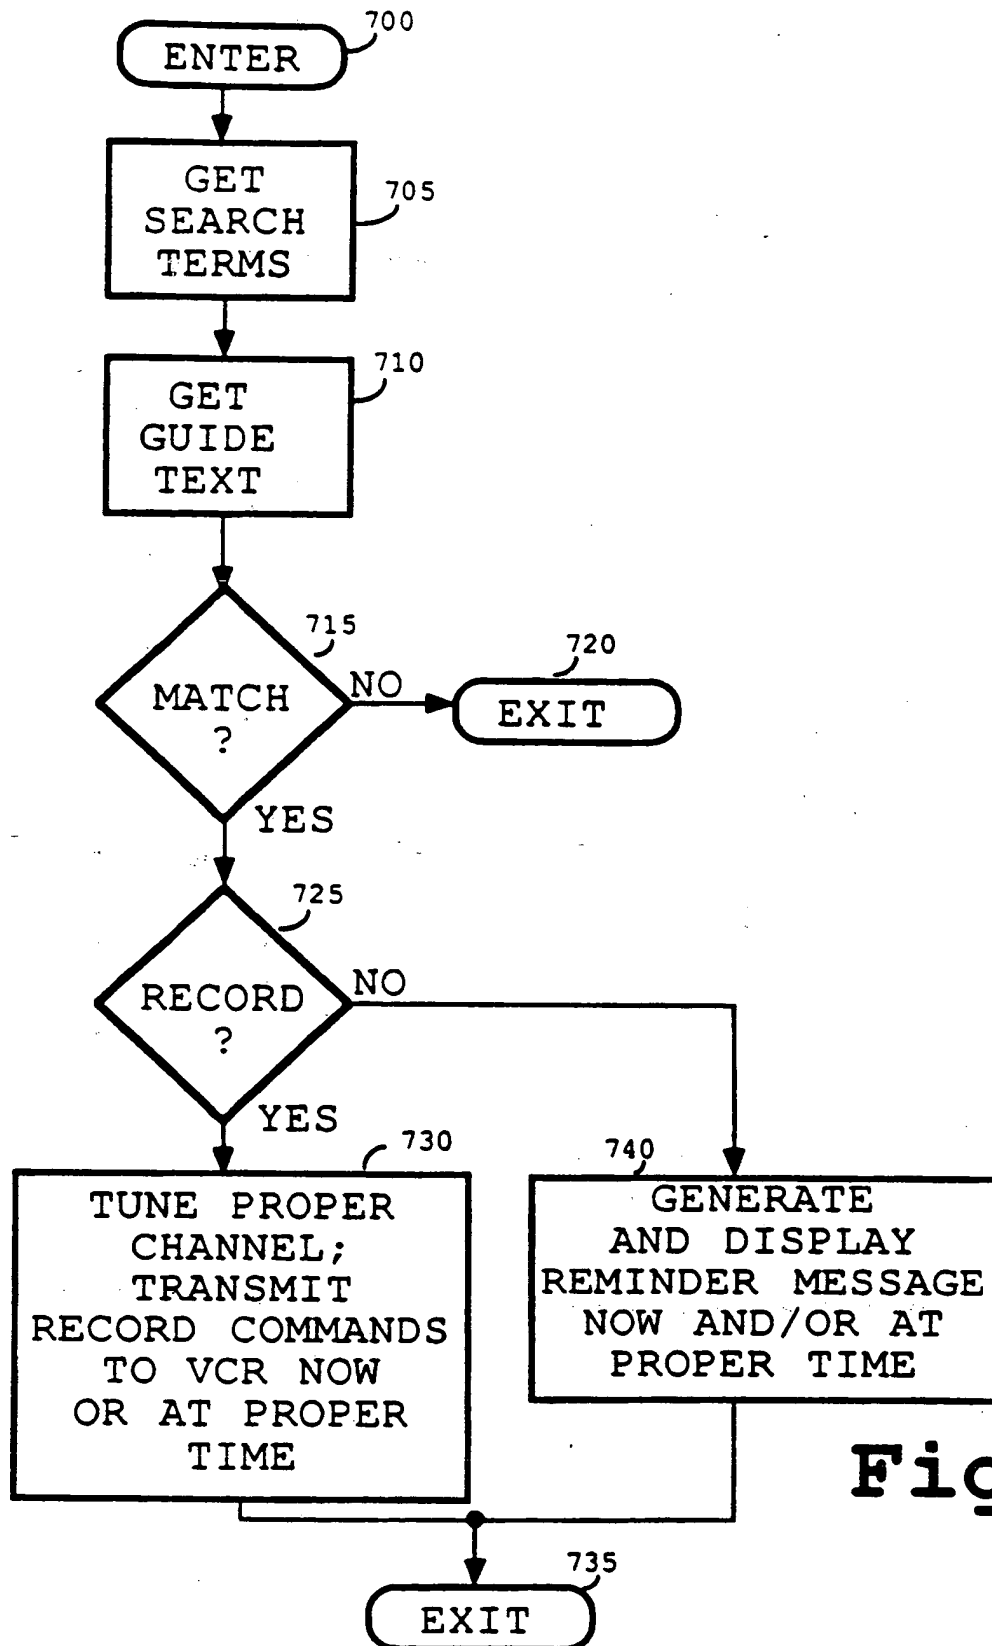 700
ENTER
705
GET
SEARCH
TERMS
710
GET
GUIDE
TEXT
715
MATCH
?
NO
720
EXIT
YES
725
RECORD
?
NO
YES
730
TUNE PROPER
CHANNEL;
TRANSMIT
RECORD COMMANDS
TO VCR NOW
OR AT PROPER
TIME
740
GENERATE
AND DISPLAY
REMINDER MESSAGE
NOW AND/OR AT
PROPER TIME
Fig
735
EXIT